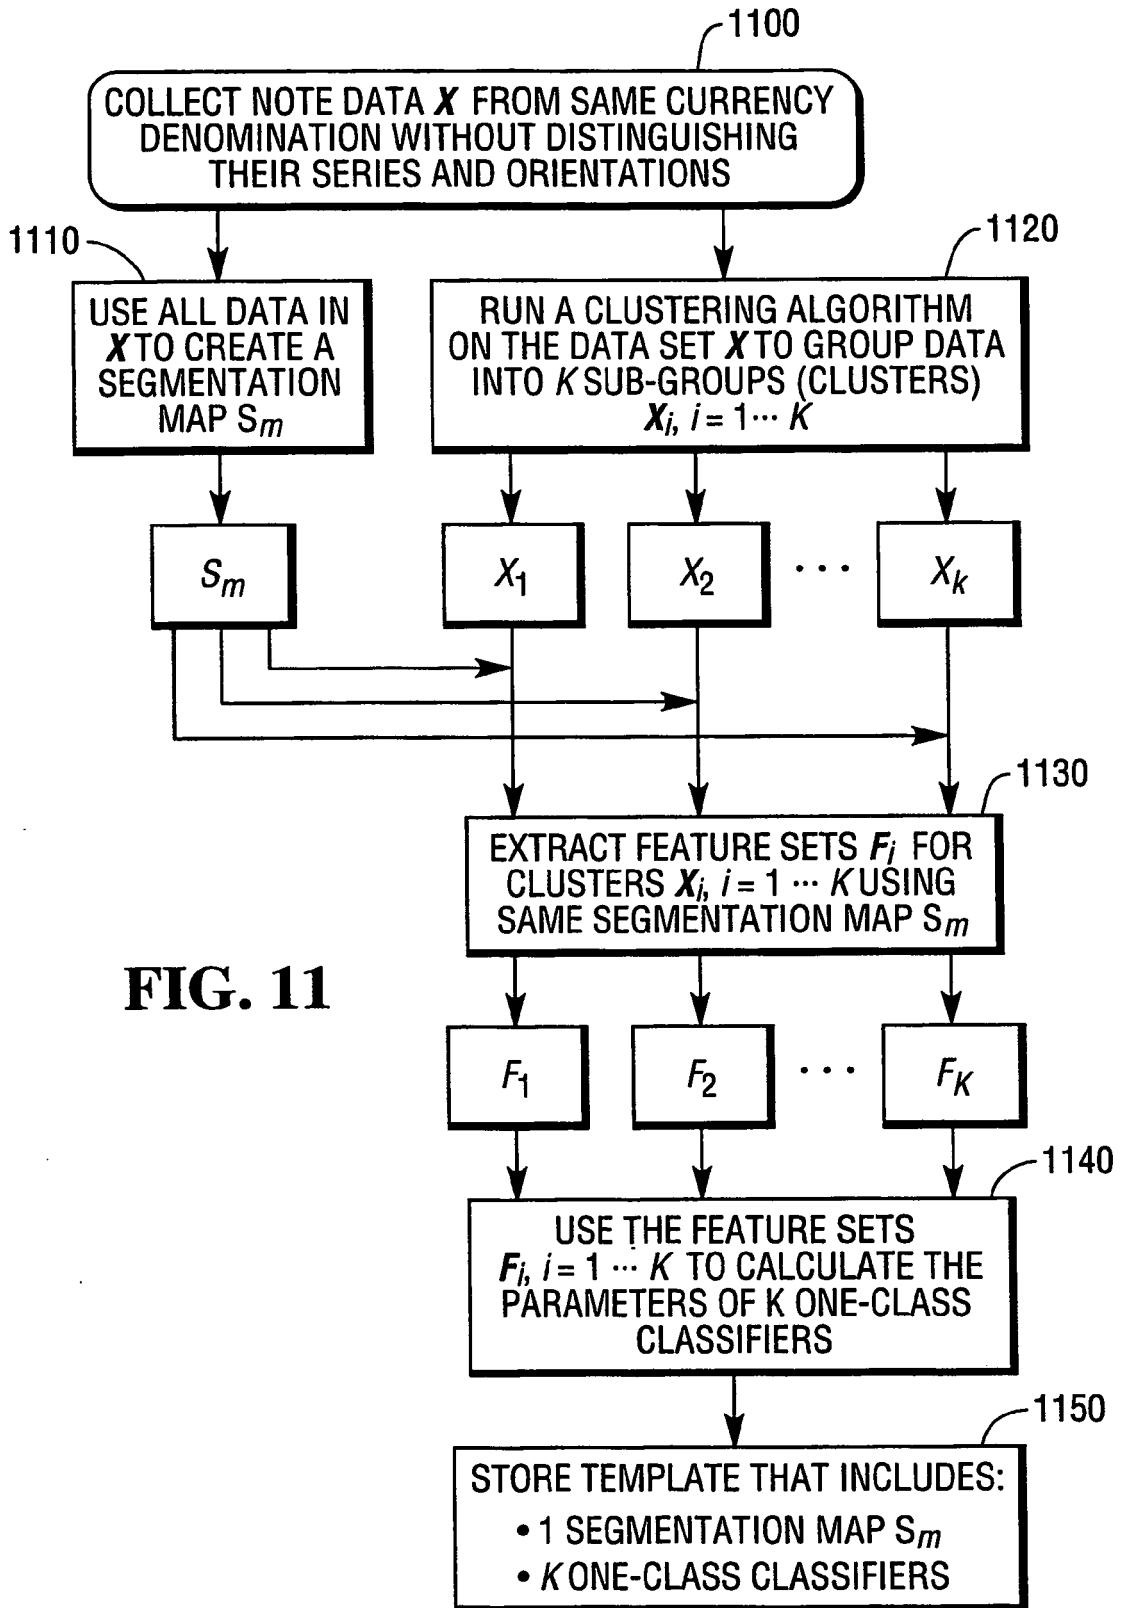 1100
COLLECT NOTE DATA X FROM SAME CURRENCY
DENOMINATION WITHOUT DISTINGUISHING
THEIR SERIES AND ORIENTATIONS
1110
USE ALL DATA IN
X TO CREATE A
SEGMENTATION
MAP Sm
1120
RUN A CLUSTERING ALGORITHM
ON THE DATA SET X TO GROUP DATA
INTO K SUB-GROUPS (CLUSTERS)
Xi, i = 1 ··· K
Sm
X1
X2
···
Xk
1130
EXTRACT FEATURE SETS Fi FOR
CLUSTERS Xi, i = 1 ··· K USING
SAME SEGMENTATION MAP Sm
FIG. 11
F1
F2
···
FK
1140
USE THE FEATURE SETS
Fi, i = 1 ··· K TO CALCULATE THE
PARAMETERS OF K ONE-CLASS
CLASSIFIERS
1150
STORE TEMPLATE THAT INCLUDES:
• 1 SEGMENTATION MAP Sm
• K ONE-CLASS CLASSIFIERS